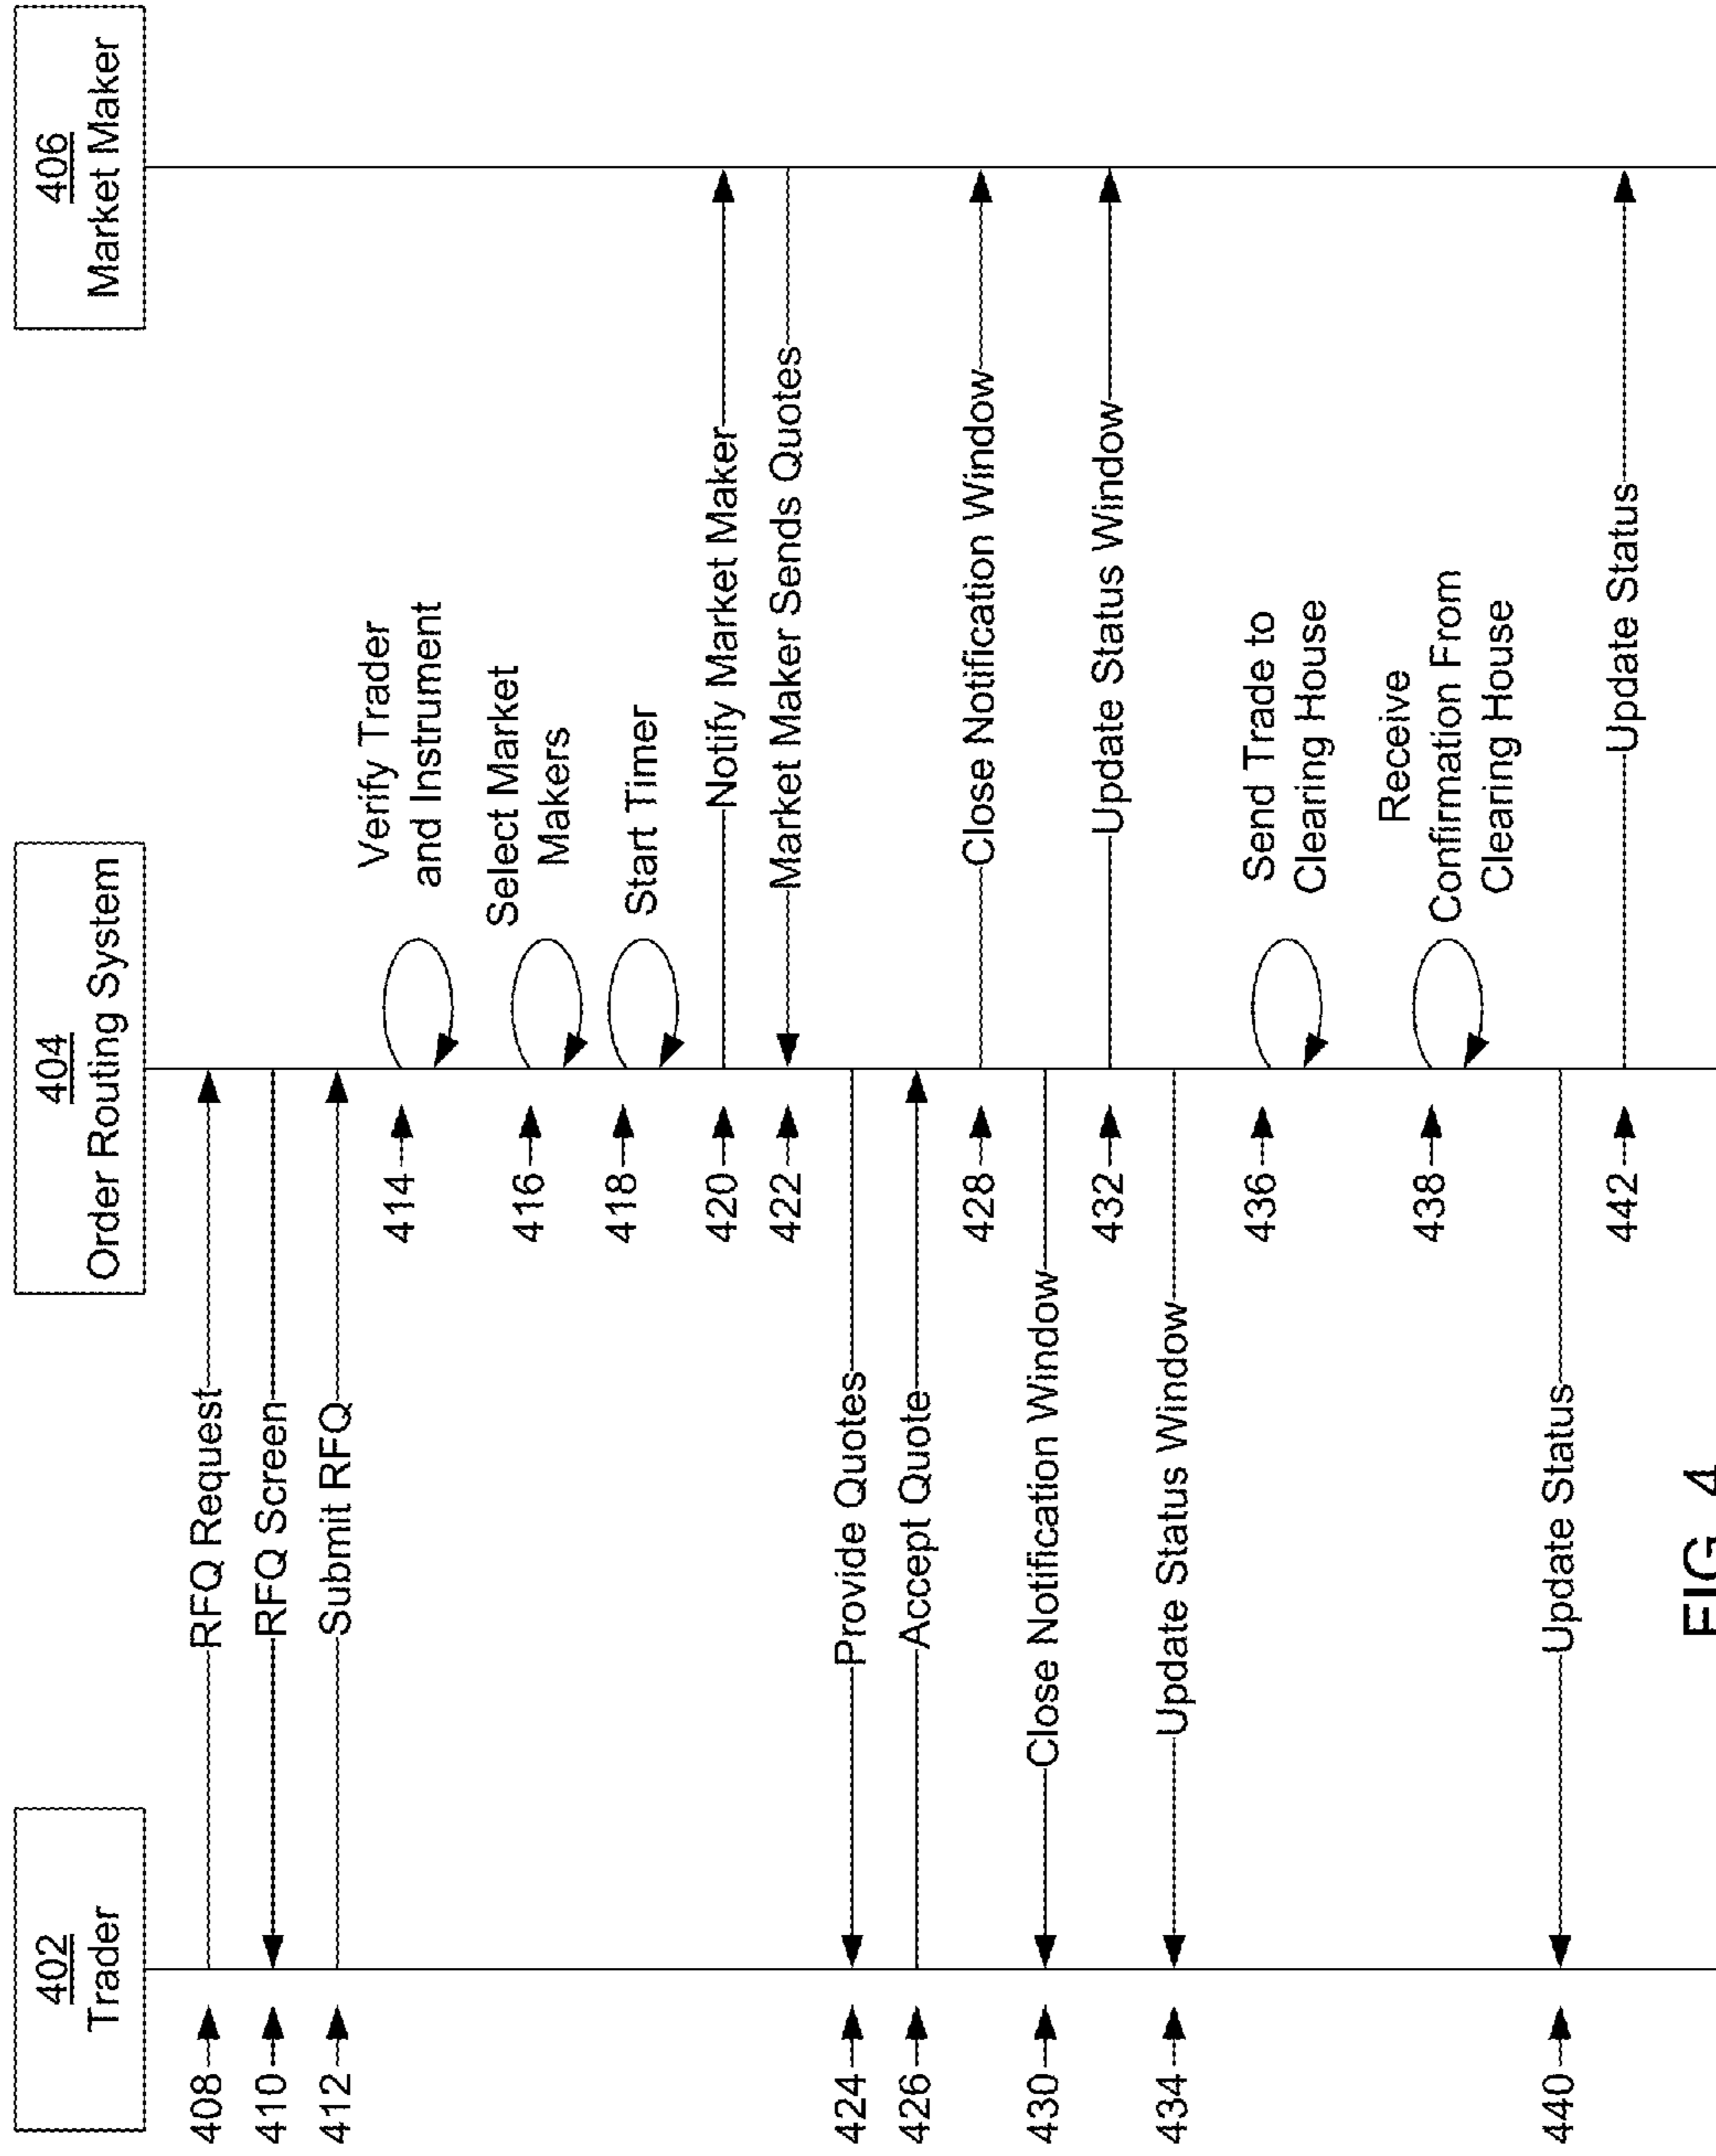 402
Trader
404
Order Routing System
406
Market Maker
408
RFQ Request
410
RFQ Screen
412
Submit RFQ
414
Verify Trader
and Instrument
416
Select Market
Makers
418
Start Timer
420
Notify Market Maker
422
Market Maker Sends Quotes
424
Provide Quotes
426
Accept Quote
428
Close Notification Window
430
Close Notification Window
432
Update Status Window
434
Update Status Window
436
Send Trade to
Clearing House
438
Receive
Confirmation From
Clearing House
440
Update Status
442
Update Status
FIG. 4